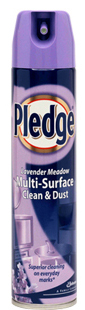 Pledge
Lavender Meadow
Multi-Surface
Clean & Dust
Superior cleaning
on everyday
marks*